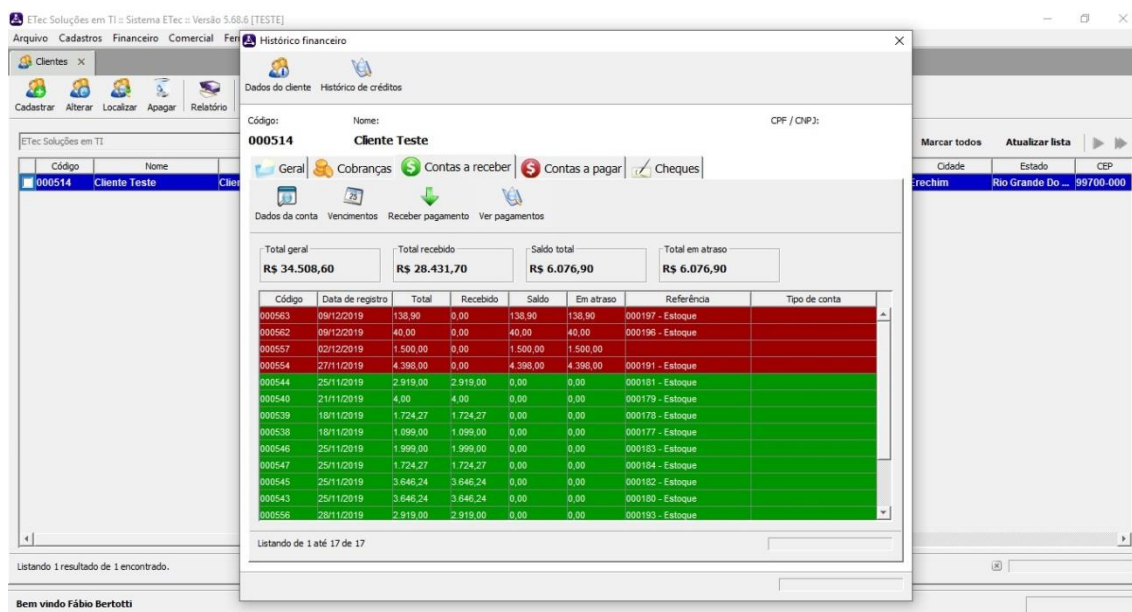 ETec Soluções em TI :: Sistema ETec :: Versão 5.68.6 [TESTE]
Arquivo Cadastros Financeiro Comercial Fer
Clientes
Cadastrar Alterar Localizar Apagar Relatório
ETec Soluções em TI
Código Nome
000514 Cliente Teste Clier
Histórico financeiro
Dados do cliente Histórico de créditos
Código: Nome: CPF / CNPJ:
000514 Cliente Teste
Geral Cobranças Contas a receber Contas a pagar Cheques
Dados da conta Vencimentos Receber pagamento Ver pagamentos
Total geral Total recebido Saldo total Total em atraso
R$ 34.508,60 R$ 28.431,70 R$ 6.076,90 R$ 6.076,90
Código Data de registro Total Recebido Saldo Em atraso Referência Tipo de conta
000563 09/12/2019 138,90 0,00 138,90 138,90 000197 - Estoque
000562 09/12/2019 40,00 0,00 40,00 40,00 000196 - Estoque
000557 02/12/2019 1.500,00 0,00 1.500,00 1.500,00
000554 27/11/2019 4.398,00 0,00 4.398,00 4.398,00 000191 - Estoque
000544 25/11/2019 2.919,00 2.919,00 0,00 0,00 000181 - Estoque
000540 21/11/2019 4,00 4,00 0,00 0,00 000179 - Estoque
000539 18/11/2019 1.724,27 1.724,27 0,00 0,00 000178 - Estoque
000538 18/11/2019 1.099,00 1.099,00 0,00 0,00 000177 - Estoque
000546 25/11/2019 1.999,00 1.999,00 0,00 0,00 000183 - Estoque
000547 25/11/2019 1.724,27 1.724,27 0,00 0,00 000184 - Estoque
000545 25/11/2019 3.646,24 3.646,24 0,00 0,00 000182 - Estoque
000543 25/11/2019 3.646,24 3.646,24 0,00 0,00 000180 - Estoque
000556 28/11/2019 2.919,00 2.919,00 0,00 0,00 000193 - Estoque
Listando de 1 até 17 de 17
Marcar todos Atualizar lista
Cidade Estado CEP
Erechim Rio Grande Do ... 99700-000
Listando 1 resultado de 1 encontrado.
Bem vindo Fábio Bertotti